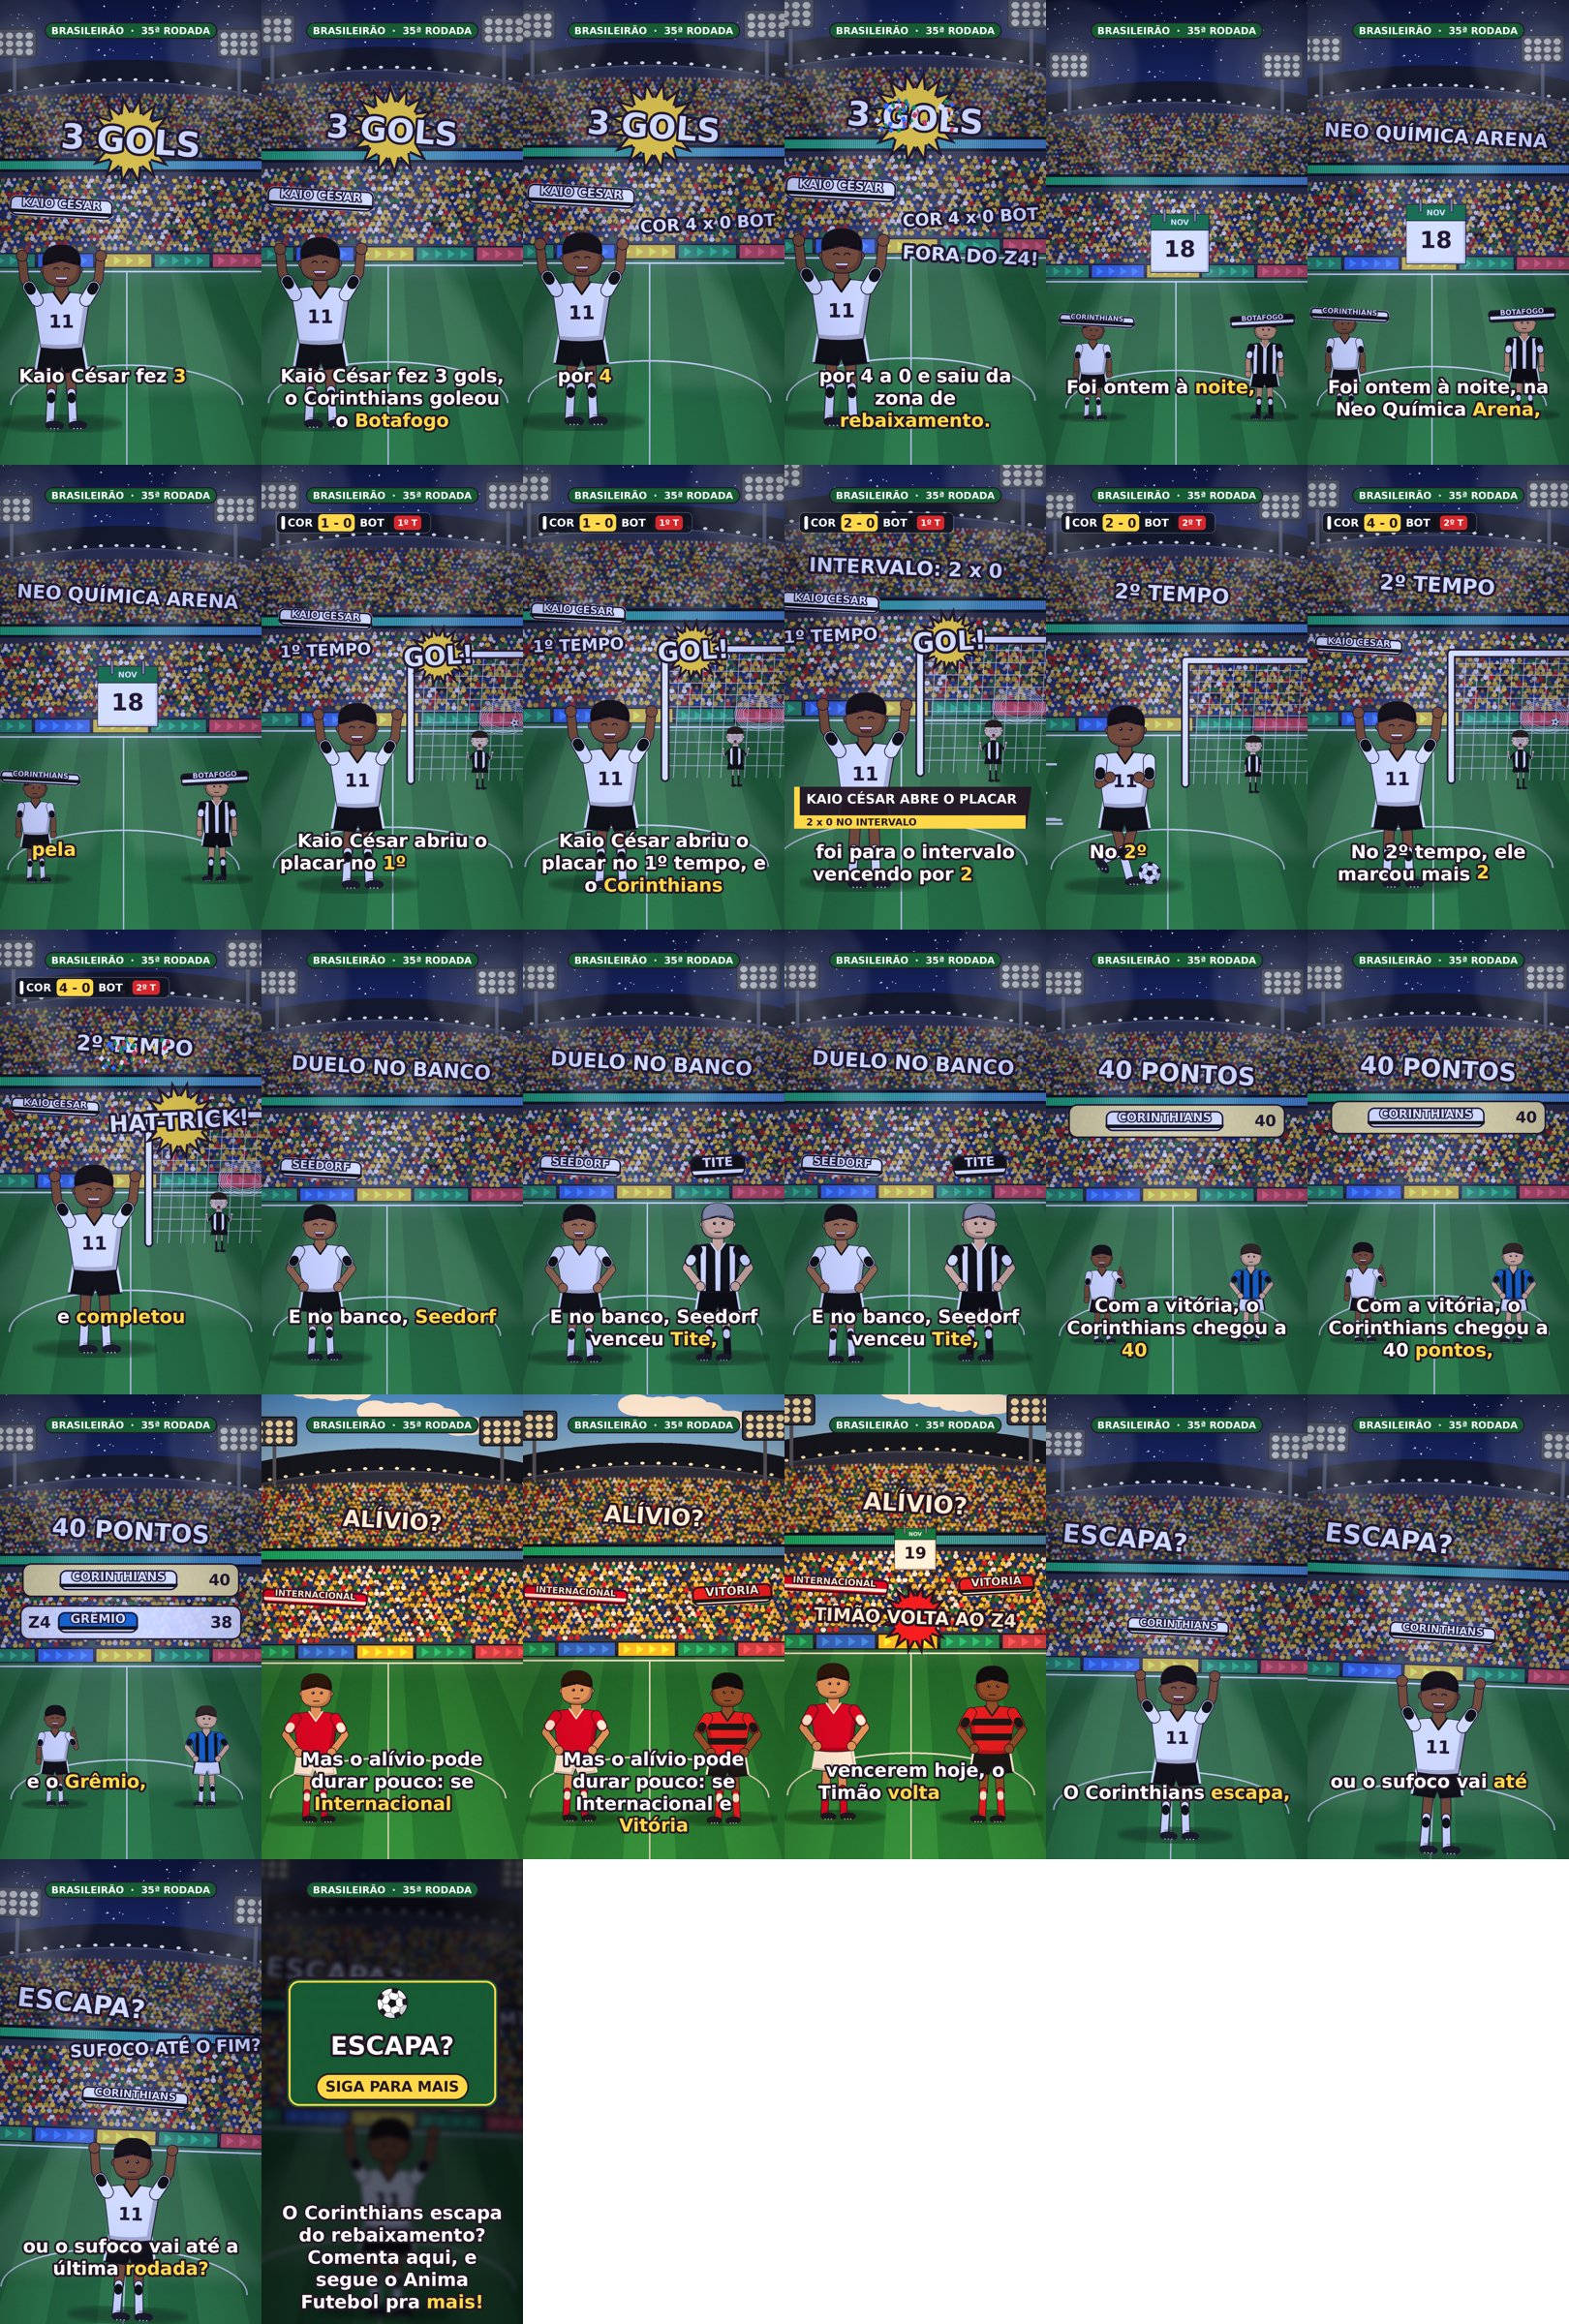 BRASILEIRÃO · 35ª RODADA
3 GOLS
KAIO CÉSAR
11
Kaio César fez 3
BRASILEIRÃO · 35ª RODADA
3 GOLS
KAIO CÉSAR
11
Kaio César fez 3 gols,
o Corinthians goleou
o Botafogo
BRASILEIRÃO · 35ª RODADA
3 GOLS
KAIO CÉSAR
COR 4 x 0 BOT
11
por 4
BRASILEIRÃO · 35ª RODADA
3 GOLS
KAIO CÉSAR
COR 4 x 0 BOT
FORA DO Z4!
11
por 4 a 0 e saiu da
zona de
rebaixamento.
BRASILEIRÃO · 35ª RODADA
NOV
18
CORINTHIANS
BOTAFOGO
Foi ontem à noite,
BRASILEIRÃO · 35ª RODADA
NEO QUÍMICA ARENA
NOV
18
CORINTHIANS
BOTAFOGO
Foi ontem à noite, na
Neo Química Arena,
BRASILEIRÃO · 35ª RODADA
NEO QUÍMICA ARENA
NOV
18
CORINTHIANS
BOTAFOGO
pela
BRASILEIRÃO · 35ª RODADA
COR 1 - 0 BOT 1º T
KAIO CÉSAR
1º TEMPO
GOL!
11
Kaio César abriu o
placar no 1º
BRASILEIRÃO · 35ª RODADA
COR 1 - 0 BOT 1º T
KAIO CÉSAR
1º TEMPO
GOL!
11
Kaio César abriu o
placar no 1º tempo, e
o Corinthians
BRASILEIRÃO · 35ª RODADA
COR 2 - 0 BOT 1º T
INTERVALO: 2 x 0
KAIO CÉSAR
1º TEMPO
GOL!
11
KAIO CÉSAR ABRE O PLACAR
2 x 0 NO INTERVALO
foi para o intervalo
vencendo por 2
BRASILEIRÃO · 35ª RODADA
COR 2 - 0 BOT 2º T
2º TEMPO
11
No 2º
BRASILEIRÃO · 35ª RODADA
COR 4 - 0 BOT 2º T
2º TEMPO
KAIO CÉSAR
11
No 2º tempo, ele
marcou mais 2
BRASILEIRÃO · 35ª RODADA
COR 4 - 0 BOT 2º T
2º TEMPO
KAIO CÉSAR
HAT-TRICK!
11
e completou
BRASILEIRÃO · 35ª RODADA
DUELO NO BANCO
SEEDORF
E no banco, Seedorf
BRASILEIRÃO · 35ª RODADA
DUELO NO BANCO
SEEDORF
TITE
E no banco, Seedorf
venceu Tite,
BRASILEIRÃO · 35ª RODADA
DUELO NO BANCO
SEEDORF
TITE
E no banco, Seedorf
venceu Tite,
BRASILEIRÃO · 35ª RODADA
40 PONTOS
CORINTHIANS 40
Com a vitória, o
Corinthians chegou a
40
BRASILEIRÃO · 35ª RODADA
40 PONTOS
CORINTHIANS 40
Com a vitória, o
Corinthians chegou a
40 pontos,
BRASILEIRÃO · 35ª RODADA
40 PONTOS
CORINTHIANS 40
Z4 GRÊMIO 38
e o Grêmio,
BRASILEIRÃO · 35ª RODADA
ALÍVIO?
INTERNACIONAL
Mas o alívio pode
durar pouco: se
Internacional
BRASILEIRÃO · 35ª RODADA
ALÍVIO?
INTERNACIONAL
VITÓRIA
Mas o alívio pode
durar pouco: se
Internacional e
Vitória
BRASILEIRÃO · 35ª RODADA
ALÍVIO?
NOV
19
INTERNACIONAL
VITÓRIA
TIMÃO VOLTA AO Z4
vencerem hoje, o
Timão volta
BRASILEIRÃO · 35ª RODADA
ESCAPA?
CORINTHIANS
11
O Corinthians escapa,
BRASILEIRÃO · 35ª RODADA
ESCAPA?
CORINTHIANS
11
ou o sufoco vai até
BRASILEIRÃO · 35ª RODADA
ESCAPA?
SUFOCO ATÉ O FIM?
CORINTHIANS
11
ou o sufoco vai até a
última rodada?
BRASILEIRÃO · 35ª RODADA
ESCAPA?
ESCAPA?
SIGA PARA MAIS
O Corinthians escapa
do rebaixamento?
Comenta aqui, e
segue o Anima
Futebol pra mais!